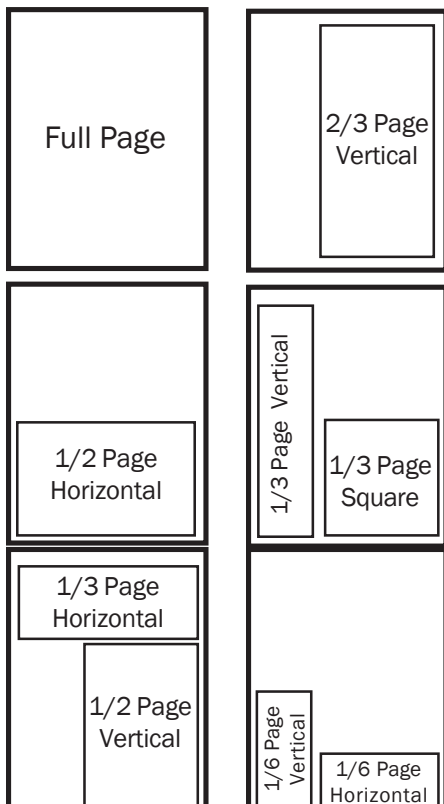 Full Page
2/3 Page
Vertical
1/2 Page
Horizontal
1/3 Page Vertical
1/3 Page
Square
1/3 Page
Horizontal
1/2 Page
Vertical
1/6 Page
Vertical
1/6 Page
Horizontal